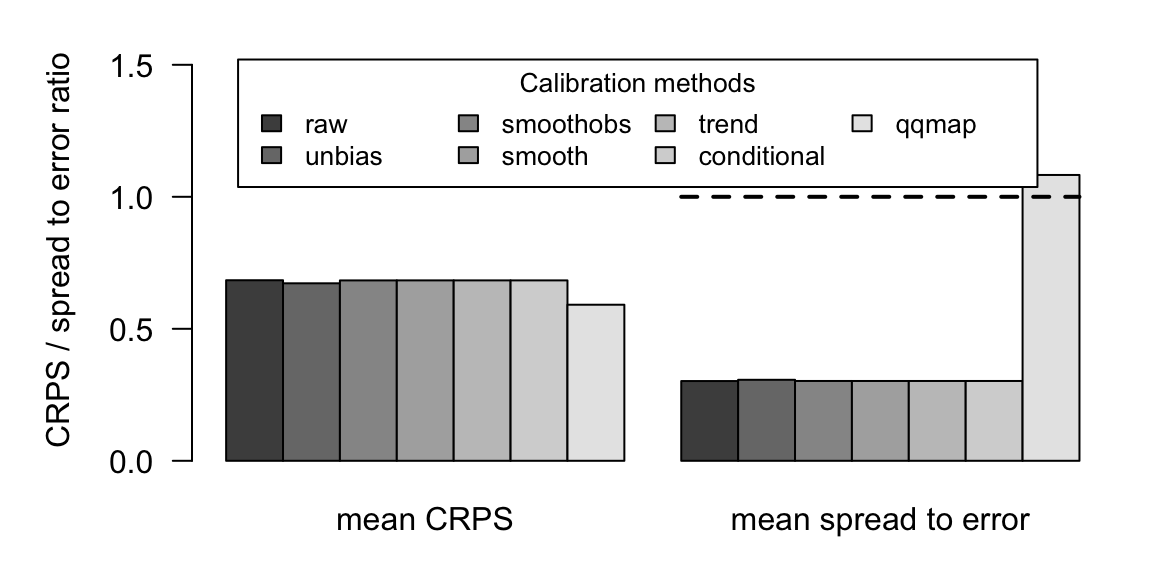 CRPS / spread to error ratio
1.5
1.0
0.5
0.0
Calibration methods
raw smoothobs trend qqmap
unbias smooth conditional
mean CRPS mean spread to error